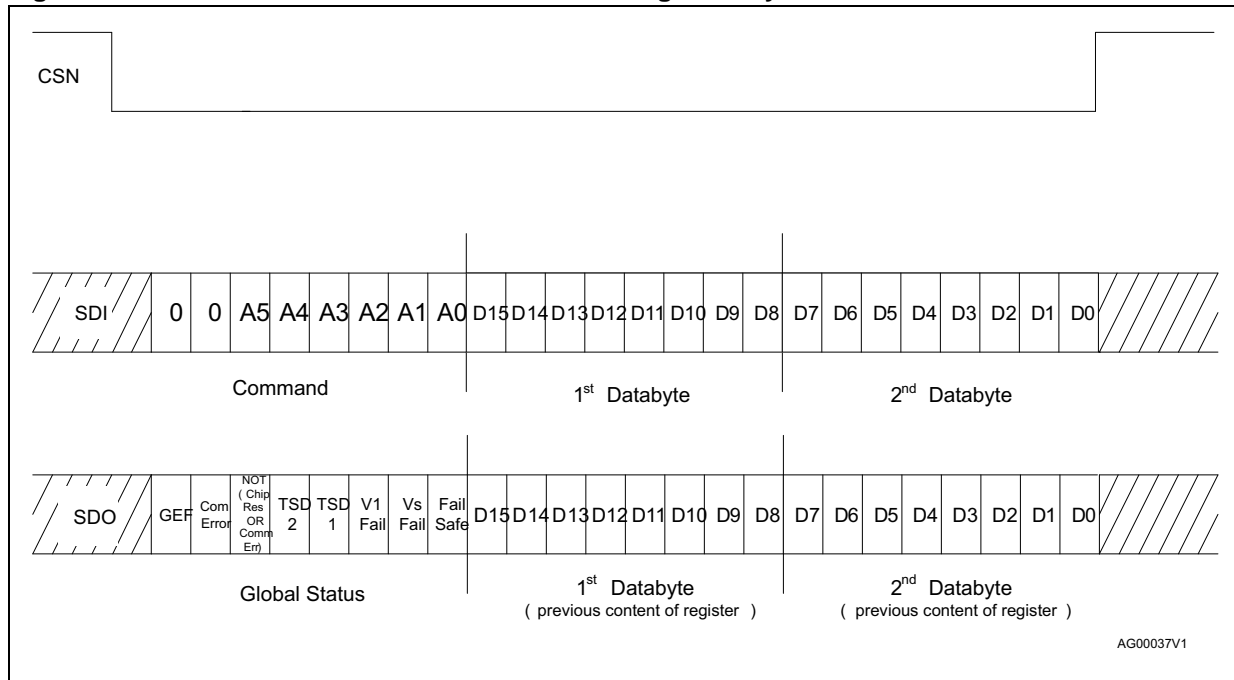 CSN
SDI 0 0 A5 A4 A3 A2 A1 A0 D15 D14 D13 D12 D11 D10 D9 D8 D7 D6 D5 D4 D3 D2 D1 D0
Command 1st Databyte 2nd Databyte
SDO GEF Com Error NOT ( Chip Res OR Comm Err) TSD 2 TSD 1 V1 Fail Vs Fail Fail Safe D15 D14 D13 D12 D11 D10 D9 D8 D7 D6 D5 D4 D3 D2 D1 D0
Global Status 1st Databyte 2nd Databyte
( previous content of register ) ( previous content of register )
AG00037V1